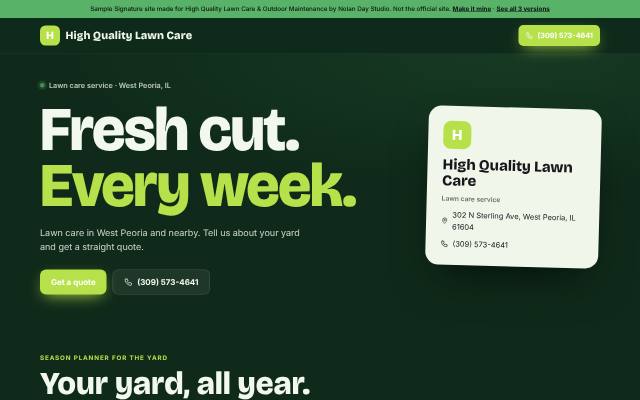 Sample Signature site made for High Quality Lawn Care & Outdoor Maintenance by Nolan Day Studio. Not the official site. Make it mine · See all 3 versions
H High Quality Lawn Care
(309) 573-4641
Lawn care service · West Peoria, IL
Fresh cut.
Every week.
Lawn care in West Peoria and nearby. Tell us about your yard
and get a straight quote.
Get a quote
(309) 573-4641
H
High Quality Lawn
Care
Lawn care service
302 N Sterling Ave, West Peoria, IL
61604
(309) 573-4641
SEASON PLANNER FOR THE YARD
Your yard, all year.